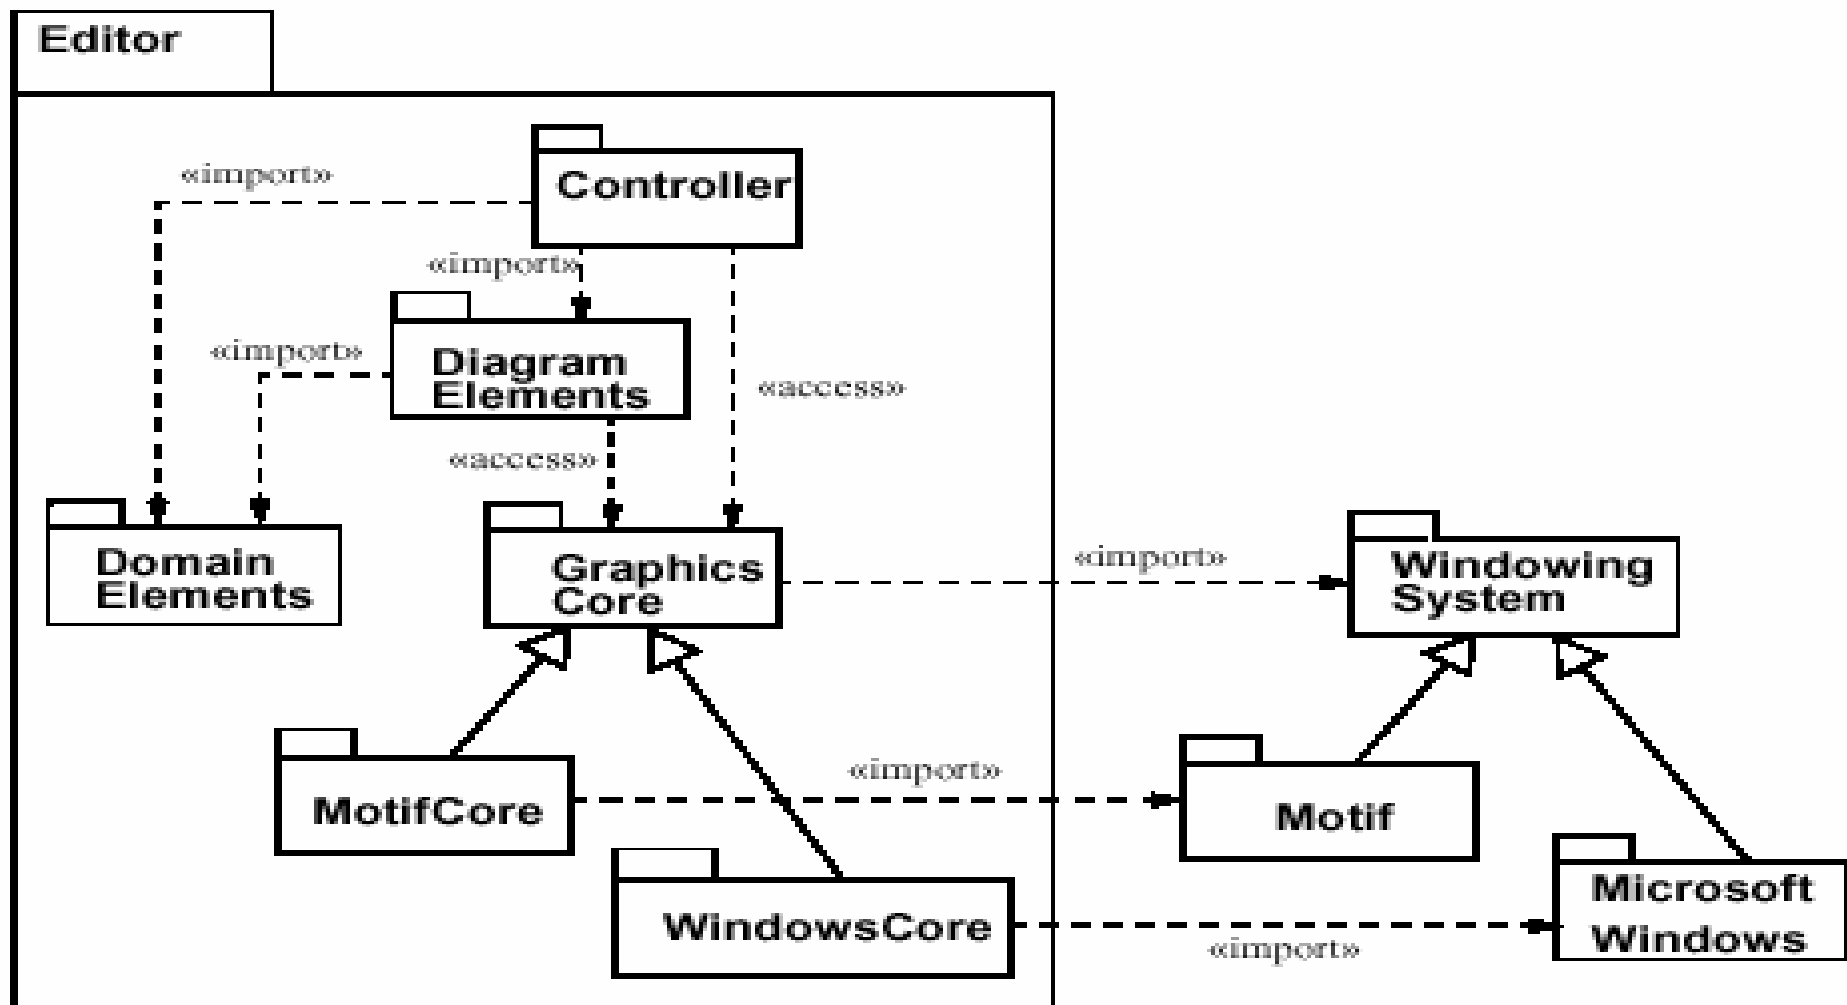 Editor
«import»
Controller
«import»
«import»
Diagram
Elements
«access»
«access»
Domain
Elements
Graphics
Core
«import»
Windowing
System
MotifCore
«import»
Motif
WindowsCore
«import»
Microsoft
Windows